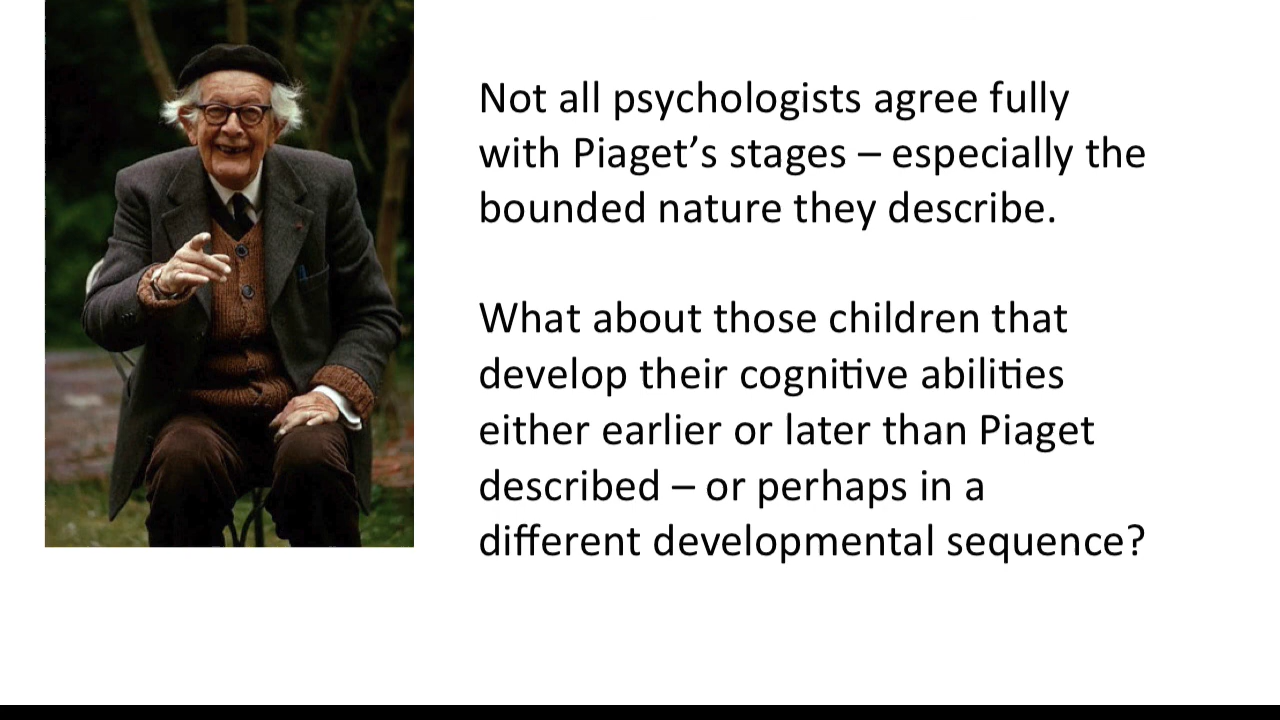 Not all psychologists agree fully
with Piaget’s stages – especially the
bounded nature they describe.
What about those children that
develop their cognitive abilities
either earlier or later than Piaget
described – or perhaps in a
different developmental sequence?